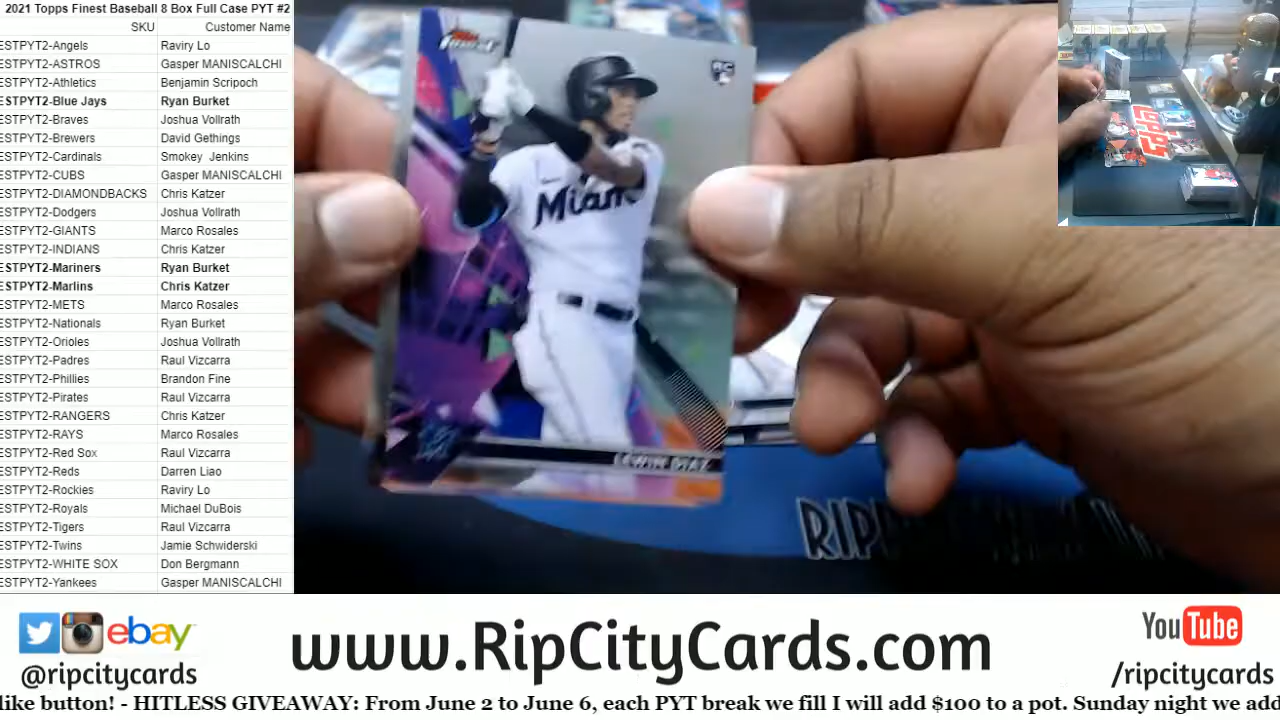 2021 Topps Finest Baseball 8 Box Full Case PYT #2
SKU Customer Name
ESTPYT2-Angels Raviry Lo
ESTPYT2-ASTROS Gasper MANISCALCHI
ESTPYT2-Athletics Benjamin Scripoch
ESTPYT2-Blue Jays Ryan Burket
ESTPYT2-Braves Joshua Vollrath
ESTPYT2-Brewers David Gethings
ESTPYT2-Cardinals Smokey Jenkins
ESTPYT2-CUBS Gasper MANISCALCHI
ESTPYT2-DIAMONDBACKS Chris Katzer
ESTPYT2-Dodgers Joshua Vollrath
ESTPYT2-GIANTS Marco Rosales
ESTPYT2-INDIANS Chris Katzer
ESTPYT2-Mariners Ryan Burket
ESTPYT2-Marlins Chris Katzer
ESTPYT2-METS Marco Rosales
ESTPYT2-Nationals Ryan Burket
ESTPYT2-Orioles Joshua Vollrath
ESTPYT2-Padres Raul Vizcarra
ESTPYT2-Phillies Brandon Fine
ESTPYT2-Pirates Raul Vizcarra
ESTPYT2-RANGERS Chris Katzer
ESTPYT2-RAYS Marco Rosales
ESTPYT2-Red Sox Raul Vizcarra
ESTPYT2-Reds Darren Liao
ESTPYT2-Rockies Raviry Lo
ESTPYT2-Royals Michael DuBois
ESTPYT2-Tigers Raul Vizcarra
ESTPYT2-Twins Jamie Schwiderski
ESTPYT2-WHITE SOX Don Bergmann
ESTPYT2-Yankees Gasper MANISCALCHI
Finest
RC
Miami
LEWIN DIAZ
TOPPS
ebay
@ripcitycards
www.RipCityCards.com
YouTube
/ripcitycards
like button! - HITLESS GIVEAWAY: From June 2 to June 6, each PYT break we fill I will add $100 to a pot. Sunday night we add